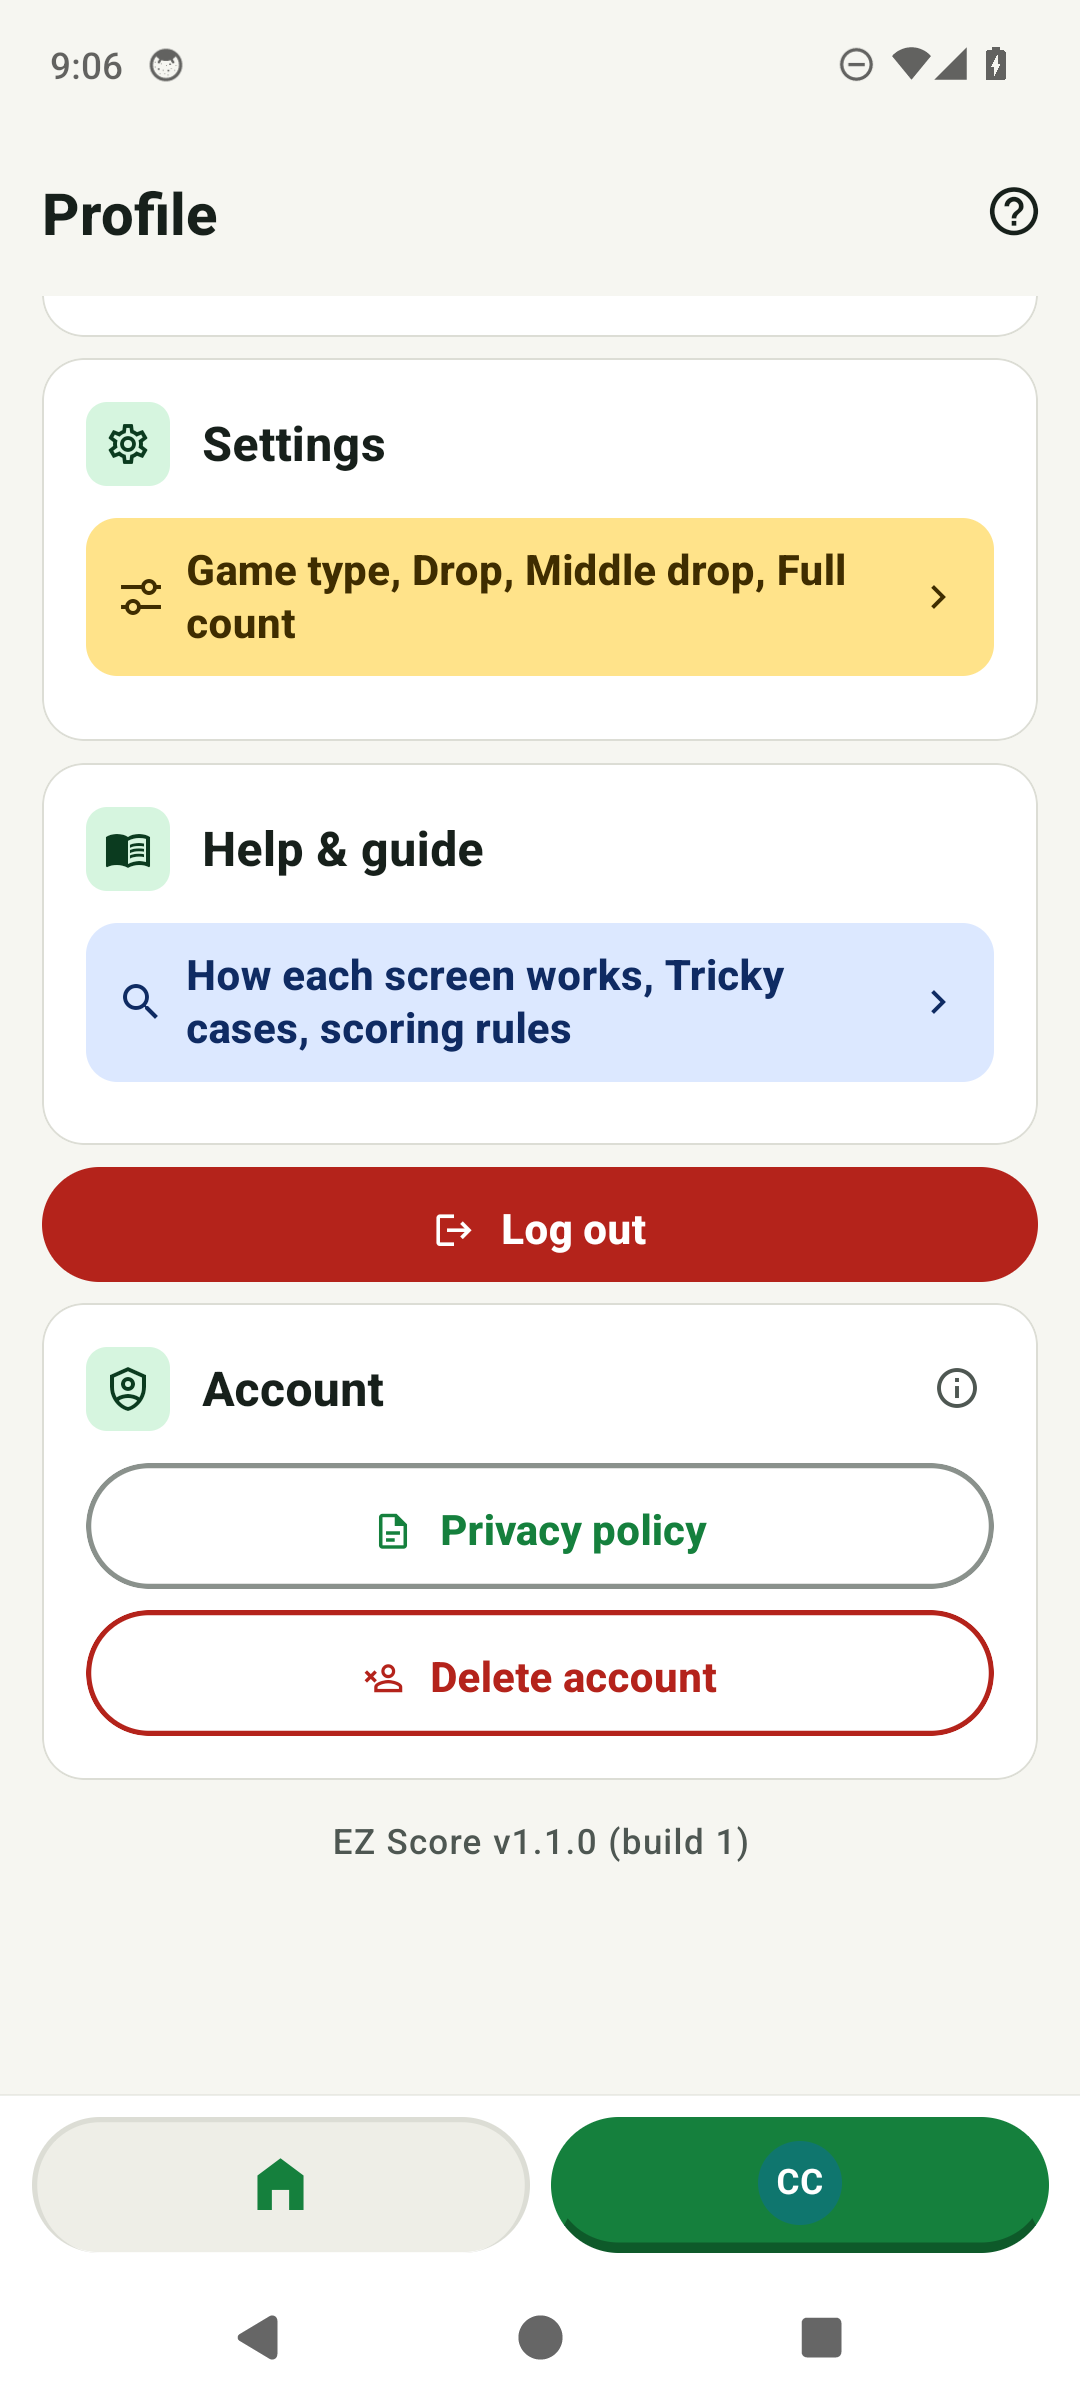 9:06
Profile
Settings
Game type, Drop, Middle drop, Full
count
Help & guide
How each screen works, Tricky
cases, scoring rules
Log out
Account
Privacy policy
Delete account
EZ Score v1.1.0 (build 1)
CC